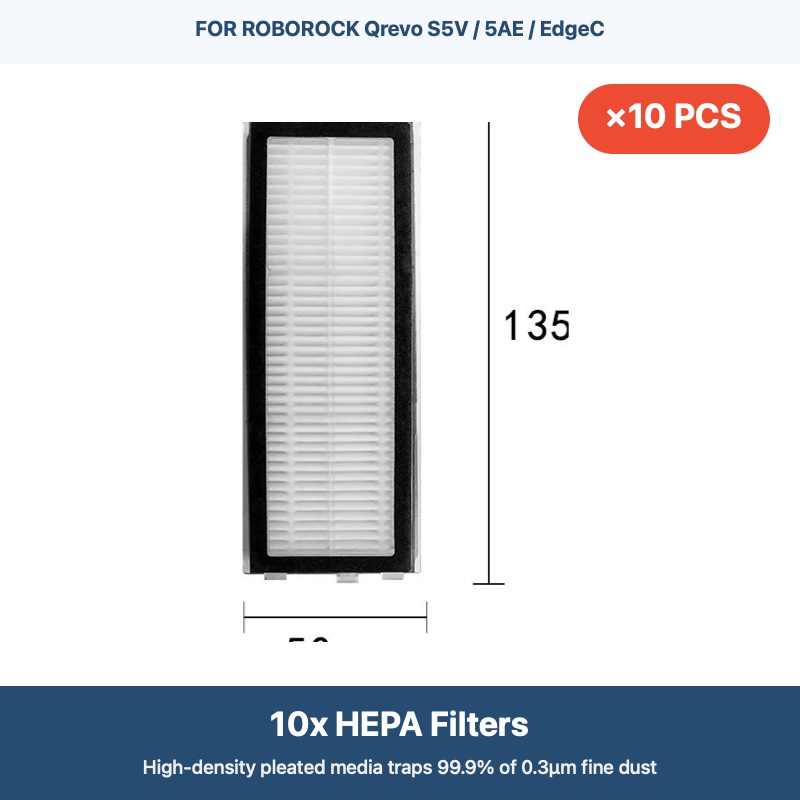 FOR ROBOROCK Qrevo S5V / 5AE / EdgeC
×10 PCS
135
10x HEPA Filters
High-density pleated media traps 99.9% of 0.3μm fine dust